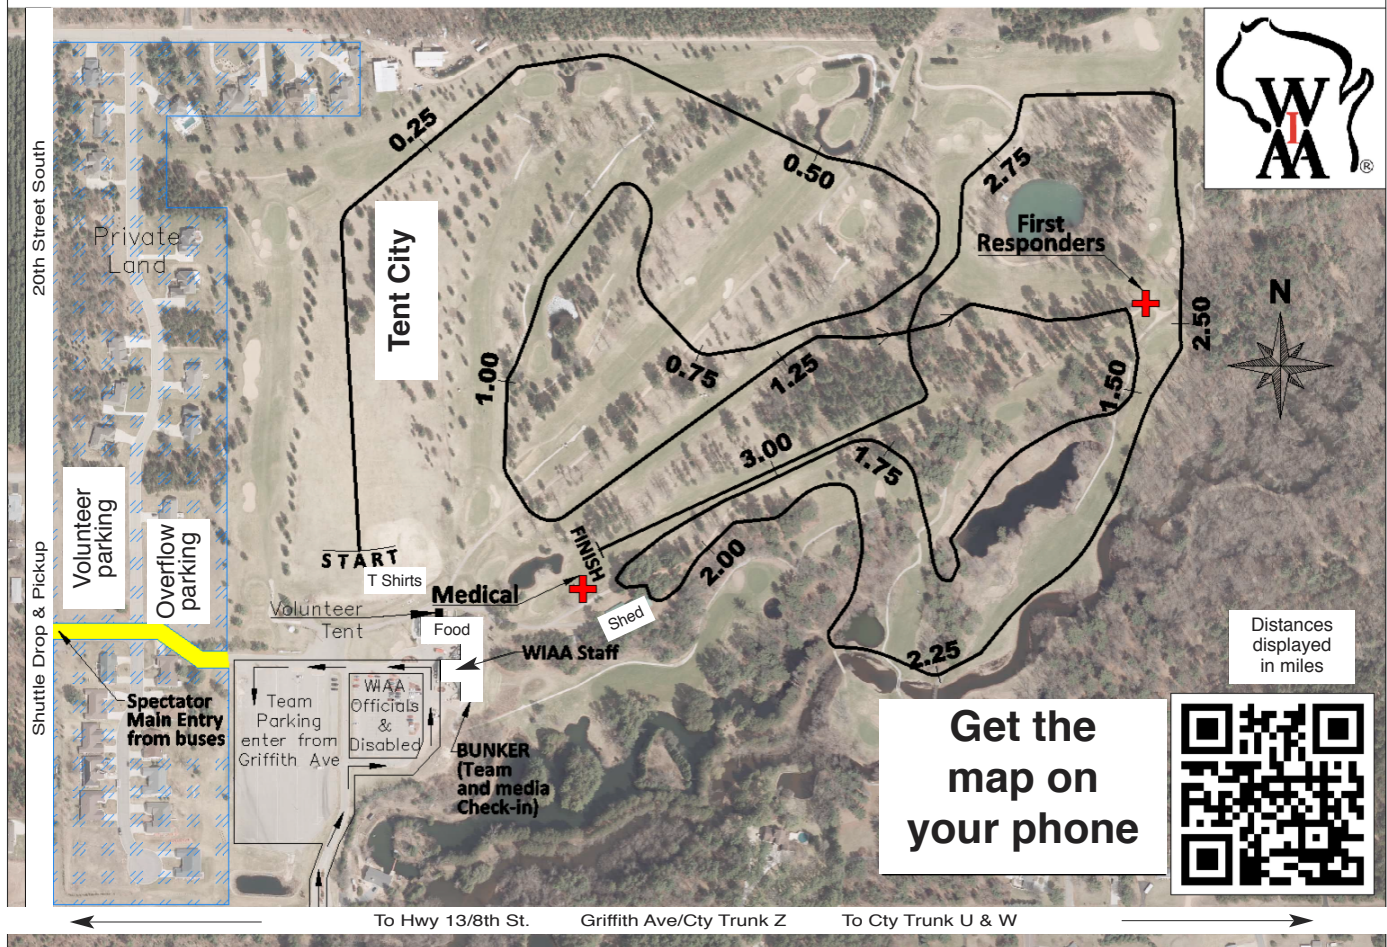 20th Street South
Shuttle Drop & Pickup
Private
Land
Volunteer
parking
Overflow
parking
Spectator
Main Entry
from buses
Tent City
START
T Shirts
Volunteer
Tent
Medical
Food
WIAA Staff
FINISH
Shed
Team
Parking
enter from
Griffith Ave
WIAA
Officials
&
Disabled
BUNKER
(Team
and media
Check-in)
0.25
0.50
0.75
1.00
1.25
1.50
1.75
2.00
2.25
2.50
2.75
3.00
First
Responders
W
I
AA
®
N
Distances
displayed
in miles
Get the
map on
your phone
To Hwy 13/8th St. Griffith Ave/Cty Trunk Z To Cty Trunk U & W